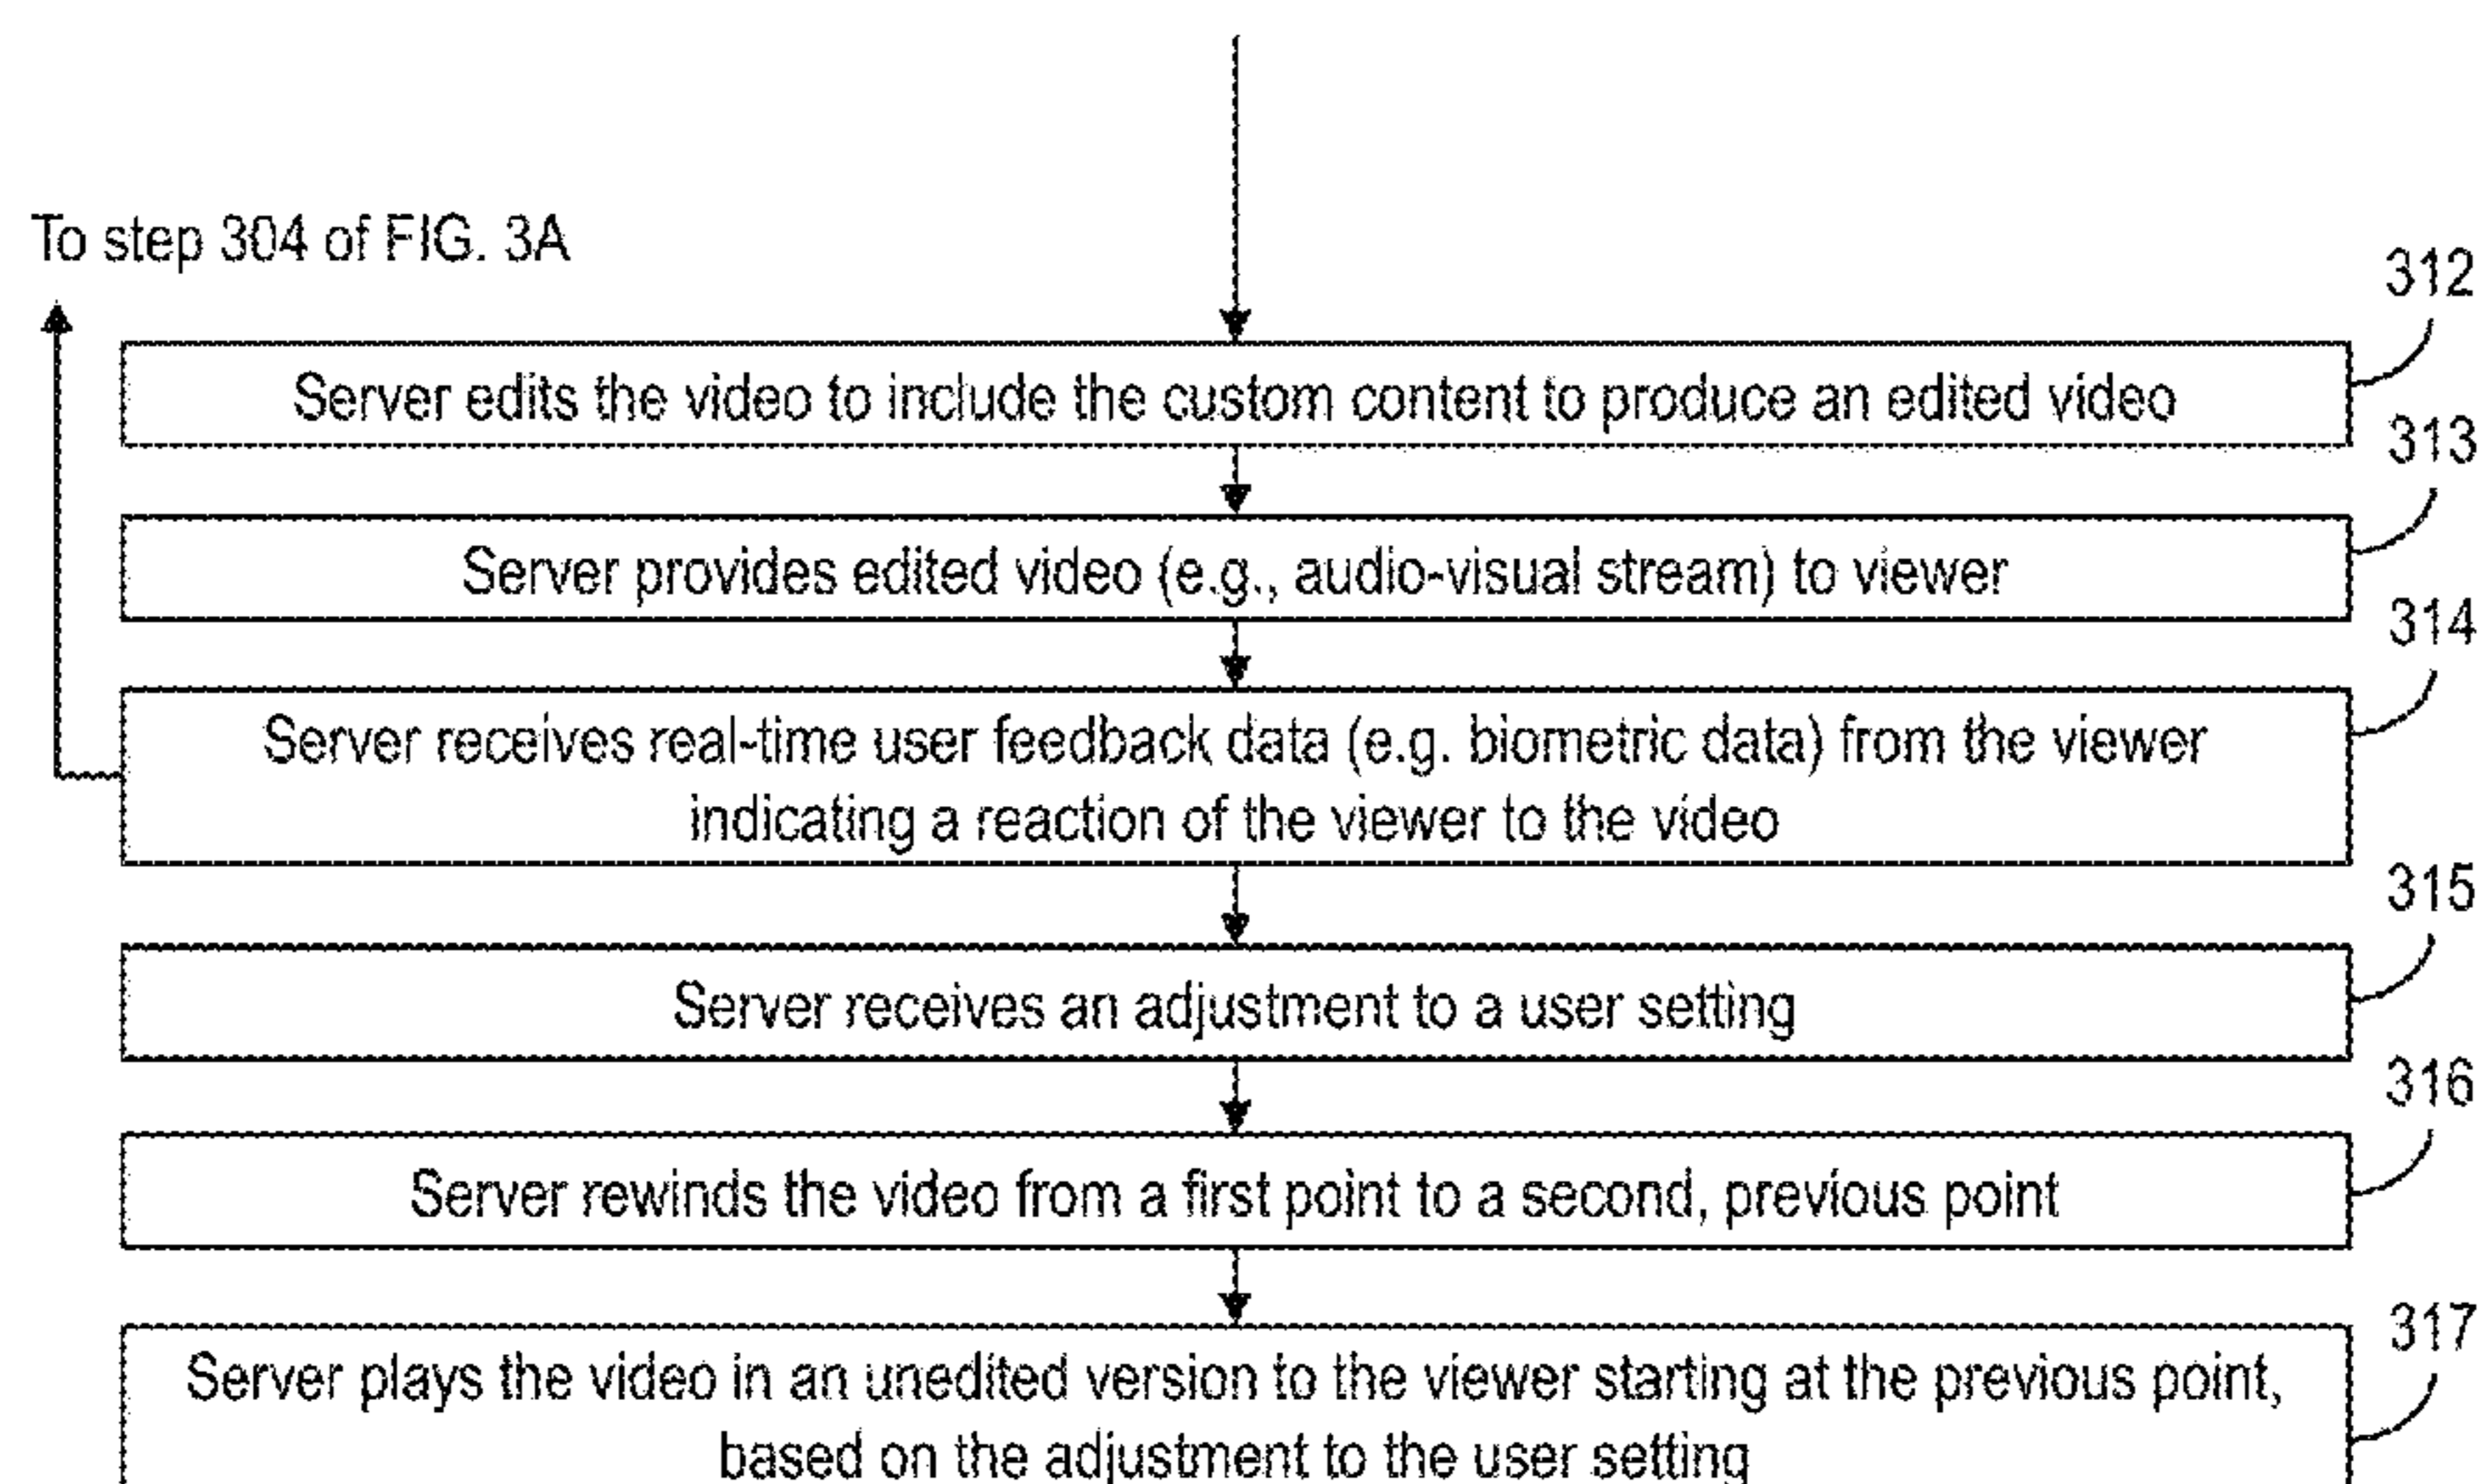 To step 304 of FIG. 3A
312
Server edits the video to include the custom content to produce an edited video
313
Server provides edited video (e.g., audio-visual stream) to viewer
314
Server receives real-time user feedback data (e.g. biometric data) from the viewer
indicating a reaction of the viewer to the video
315
Server receives an adjustment to a user setting
316
Server rewinds the video from a first point to a second, previous point
317
Server plays the video in an unedited version to the viewer starting at the previous point,
based on the adjustment to the user setting